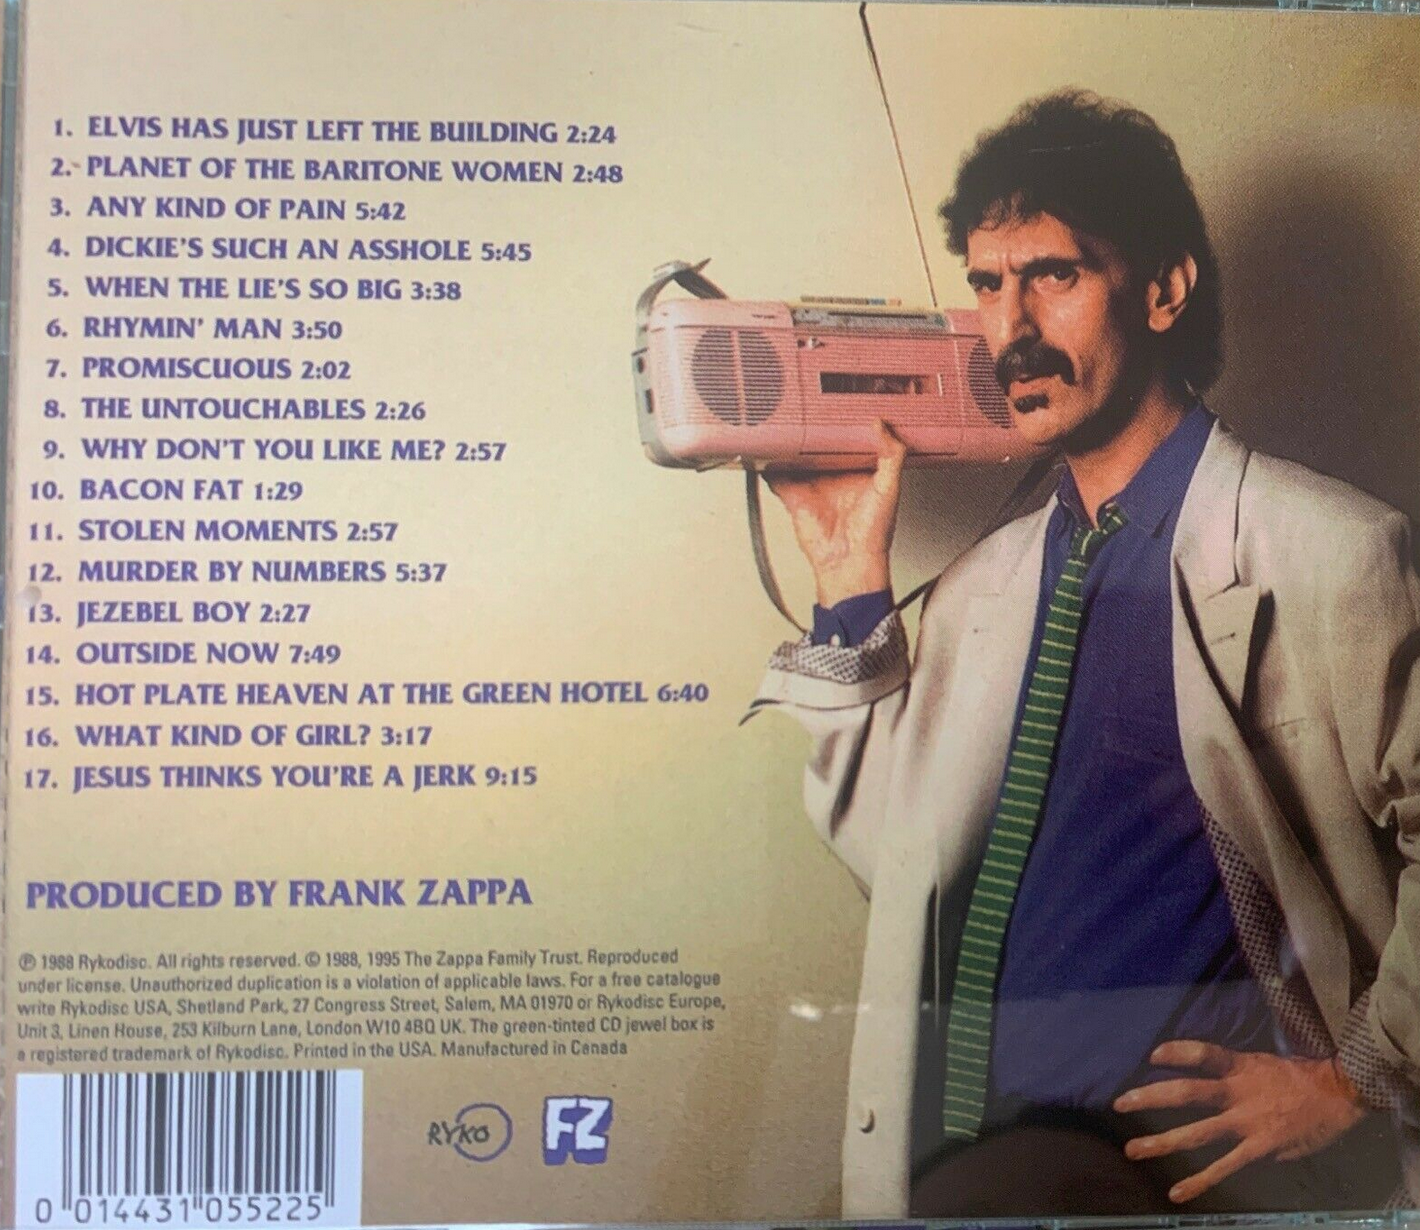 1. ELVIS HAS JUST LEFT THE BUILDING 2:24
2. PLANET OF THE BARITONE WOMEN 2:48
3. ANY KIND OF PAIN 5:42
4. DICKIE'S SUCH AN ASSHOLE 5:45
5. WHEN THE LIE'S SO BIG 3:38
6. RHYMIN' MAN 3:50
7. PROMISCUOUS 2:02
8. THE UNTOUCHABLES 2:26
9. WHY DON'T YOU LIKE ME? 2:57
10. BACON FAT 1:29
11. STOLEN MOMENTS 2:57
12. MURDER BY NUMBERS 5:37
13. JEZEBEL BOY 2:27
14. OUTSIDE NOW 7:49
15. HOT PLATE HEAVEN AT THE GREEN HOTEL 6:40
16. WHAT KIND OF GIRL? 3:17
17. JESUS THINKS YOU'RE A JERK 9:15
PRODUCED BY FRANK ZAPPA
℗ 1988 Rykodisc. All rights reserved. © 1988, 1995 The Zappa Family Trust. Reproduced
under license. Unauthorized duplication is a violation of applicable laws. For a free catalogue
write Rykodisc USA, Shetland Park, 27 Congress Street, Salem, MA 01970 or Rykodisc Europe,
Unit 3, Linen House, 253 Kilburn Lane, London W10 4BQ UK. The green-tinted CD jewel box is
a registered trademark of Rykodisc. Printed in the USA. Manufactured in Canada
RYKO
FZ
0 014431 055225